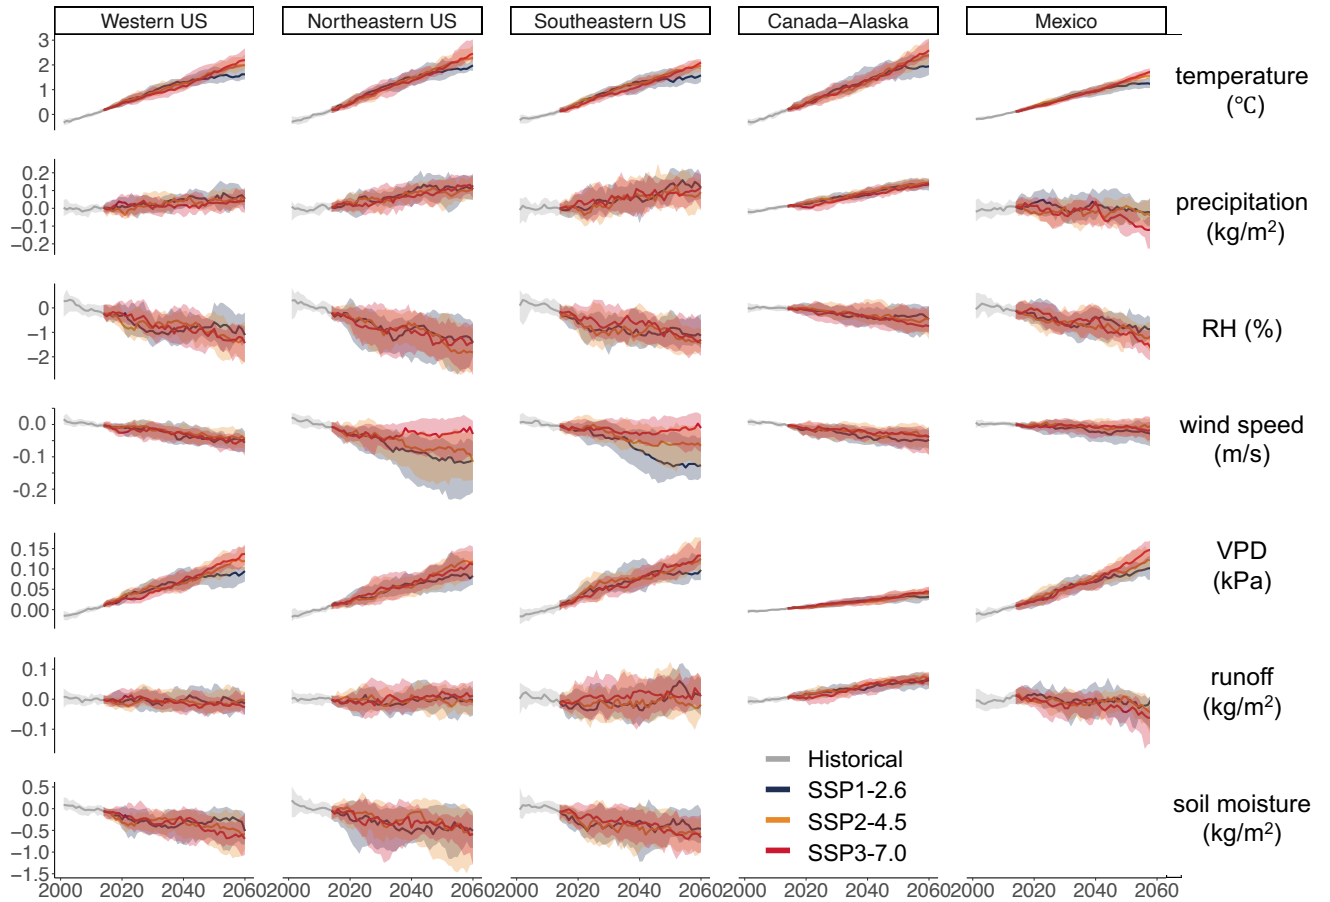 Western US Northeastern US Southeastern US Canada−Alaska Mexico
3
2
1
0
temperature
(℃)
0.2
0.1
0.0
−0.1
−0.2
precipitation
(kg/m²)
0
−1
−2
RH (%)
0.0
-0.1
-0.2
wind speed
(m/s)
0.15
0.10
0.05
0.00
VPD
(kPa)
0.1
0.0
−0.1
runoff
(kg/m²)
Historical
SSP1-2.6
SSP2-4.5
SSP3-7.0
0.5
0.0
−0.5
−1.0
−1.5
soil moisture
(kg/m²)
2000 2020 2040 2060 2000 2020 2040 2060 2000 2020 2040 2060 2000 2020 2040 2060 2000 2020 2040 2060